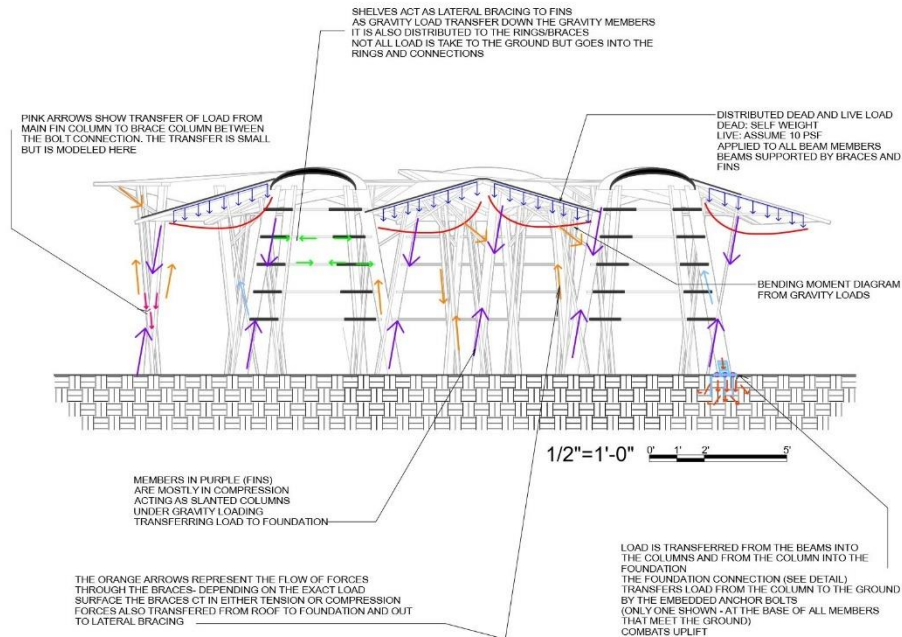 SHELVES ACT AS LATERAL BRACING TO FINS
AS GRAVITY LOAD TRANSFER DOWN THE GRAVITY MEMBERS
IT IS ALSO DISTRIBUTED TO THE RINGS/BRACES
NOT ALL LOAD IS TAKE TO THE GROUND BUT GOES INTO THE
RINGS AND CONNECTIONS
PINK ARROWS SHOW TRANSFER OF LOAD FROM
MAIN FIN COLUMN TO BRACE COLUMN BETWEEN
THE BOLT CONNECTION. THE TRANSFER IS SMALL
BUT IS MODELED HERE
DISTRIBUTED DEAD AND LIVE LOAD
DEAD: SELF WEIGHT
LIVE: ASSUME 10 PSF
APPLIED TO ALL BEAM MEMBERS
BEAMS SUPPORTED BY BRACES AND
FINS
BENDING MOMENT DIAGRAM
FROM GRAVITY LOADS
1/2"=1'-0"
0' 1' 2' 5'
MEMBERS IN PURPLE (FINS)
ARE MOSTLY IN COMPRESSION
ACTING AS SLANTED COLUMNS
UNDER GRAVITY LOADING
TRANSFERRING LOAD TO FOUNDATION
THE ORANGE ARROWS REPRESENT THE FLOW OF FORCES
THROUGH THE BRACES- DEPENDING ON THE EXACT LOAD
SURFACE THE BRACES CT IN EITHER TENSION OR COMPRESSION
FORCES ALSO TRANSFERED FROM ROOF TO FOUNDATION AND OUT
TO LATERAL BRACING
LOAD IS TRANSFERRED FROM THE BEAMS INTO
THE COLUMNS AND FROM THE COLUMN INTO THE
FOUNDATION
THE FOUNDATION CONNECTION (SEE DETAIL)
TRANSFERS LOAD FROM THE COLUMN TO THE GROUND
BY THE EMBEDDED ANCHOR BOLTS
(ONLY ONE SHOWN - AT THE BASE OF ALL MEMBERS
THAT MEET THE GROUND)
COMBATS UPLIFT